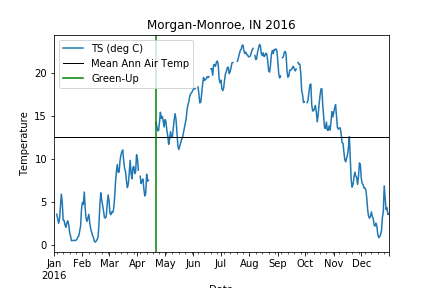 Morgan-Monroe, IN 2016
TS (deg C)
Mean Ann Air Temp
Green-Up
Temperature
20
15
10
5
0
Jan Feb Mar Apr May Jun Jul Aug Sep Oct Nov Dec
2016